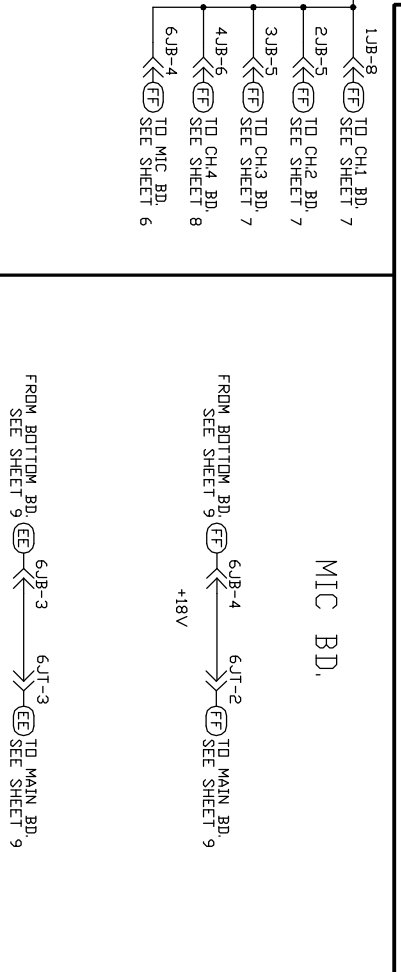 1JB-8
FF TO CH.1 BD.
SEE SHEET 7
2JB-5
FF TO CH.2 BD.
SEE SHEET 7
3JB-5
FF TO CH.3 BD.
SEE SHEET 7
4JB-6
FF TO CH.4 BD.
SEE SHEET 8
6JB-4
FF TO MIC BD.
SEE SHEET 6
MIC BD.
FROM BOTTOM BD.
SEE SHEET 9
FF
6JB-4
+18V
6JT-2
FF TO MAIN BD.
SEE SHEET 9
FROM BOTTOM BD.
SEE SHEET 9
EE
6JB-3
6JT-3
EE TO MAIN BD.
SEE SHEET 9